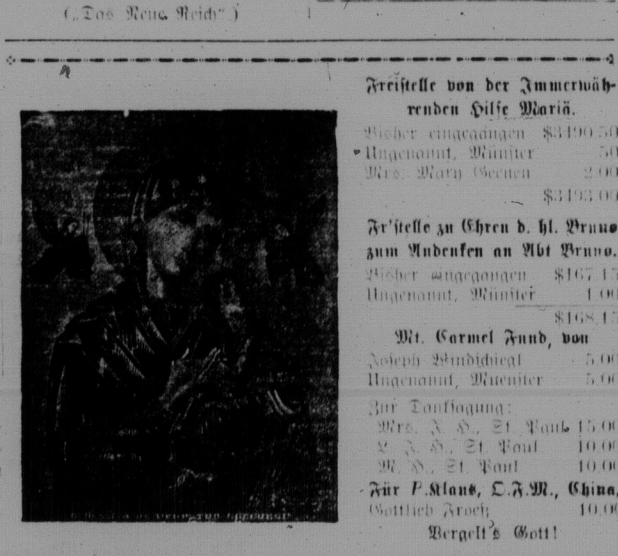 („Das Neue Reich“)
Freistelle von der Immerwäh-
renden Hilfe Mariä.
Bisher eingegangen $3490.50
Ungenannt, Münster .50
Mrs. Mary Geenen 2.00
$3493.00
Fr'stelle zu Ehren d. hl. Bruno
zum Andenken an Abt Bruno.
Bisher eingegangen $167.15
Ungenannt, Münster 1.00
$168.15
Mt. Carmel Fund, von
Joseph Windschiegl 5.00
Ungenannt, Muenster 5.00
Zur Danksagung:
Mrs. J. H., St. Paul 15.00
L. J. H., St. Paul 10.00
M. H., St. Paul 10.00
Für P. Klaus, O.F.M., China,
Gottlieb Froeß 10.00
Vergelt's Gott!